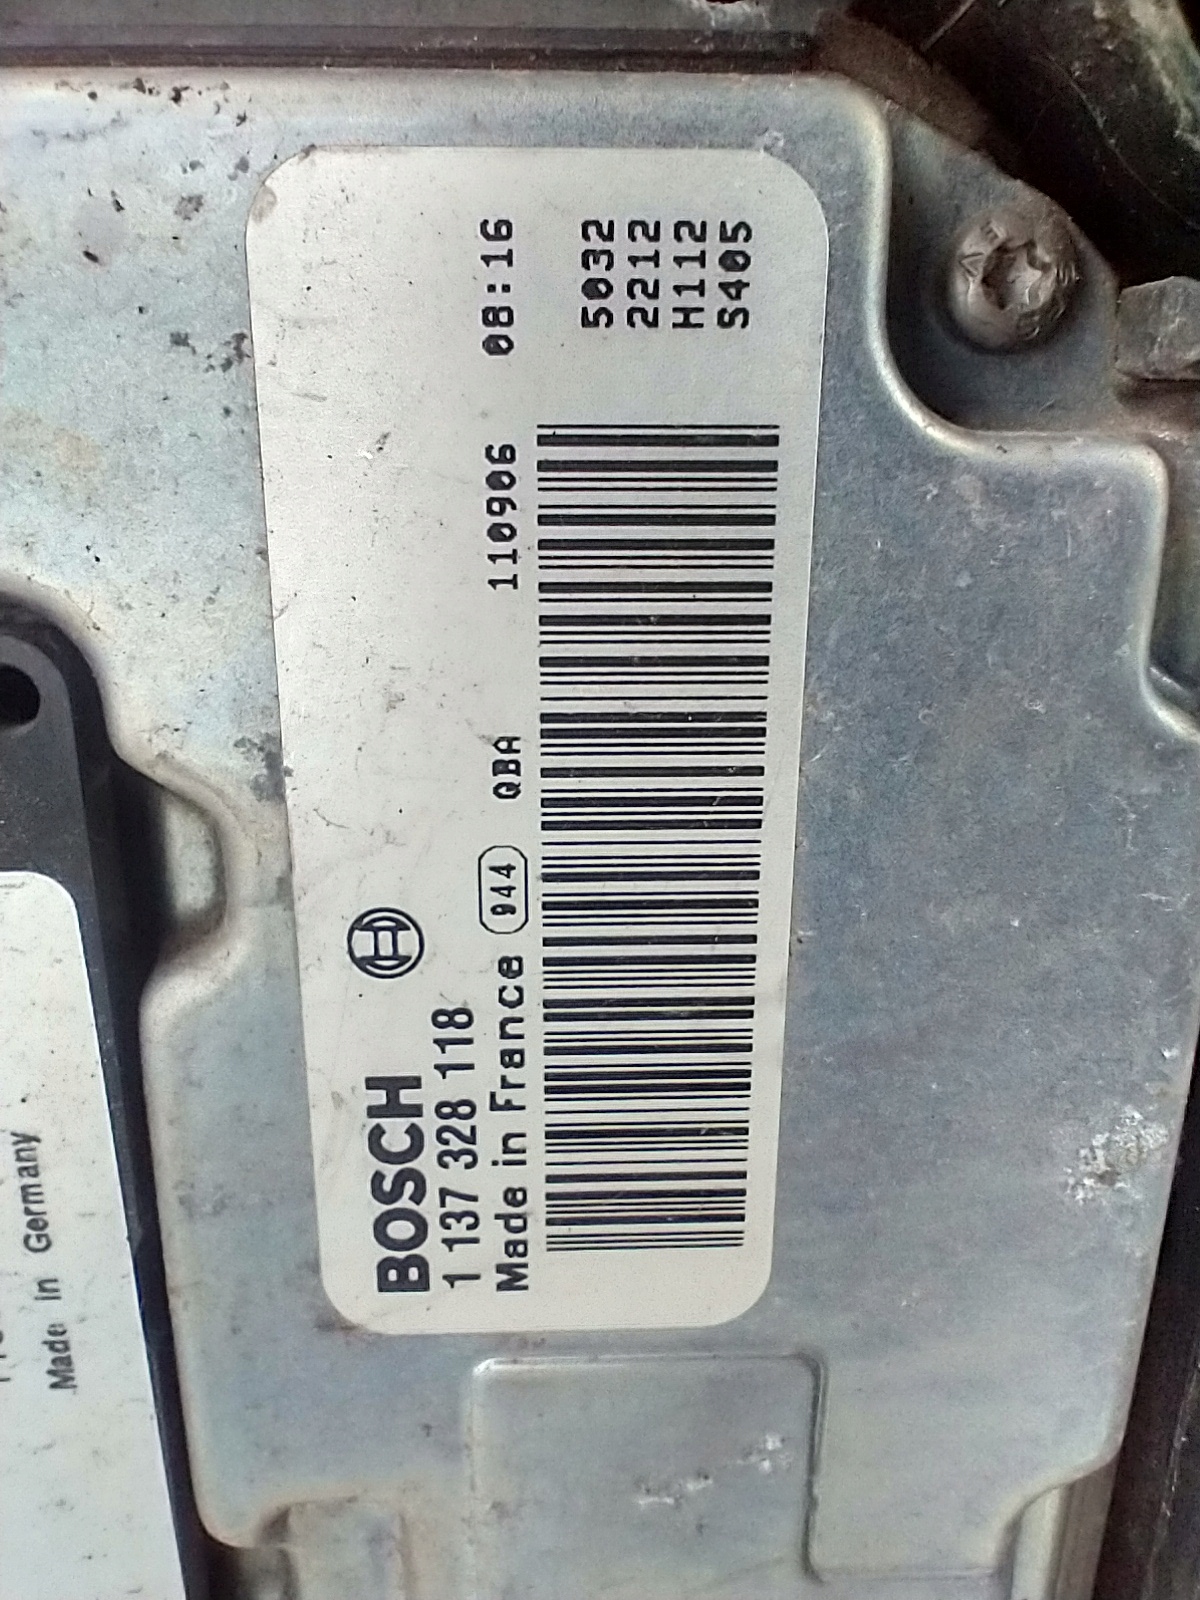 BOSCH
1 137 328 118
Made in France 944 QBA 110906 08:16
5032
2212
H112
S405
Made in Germany